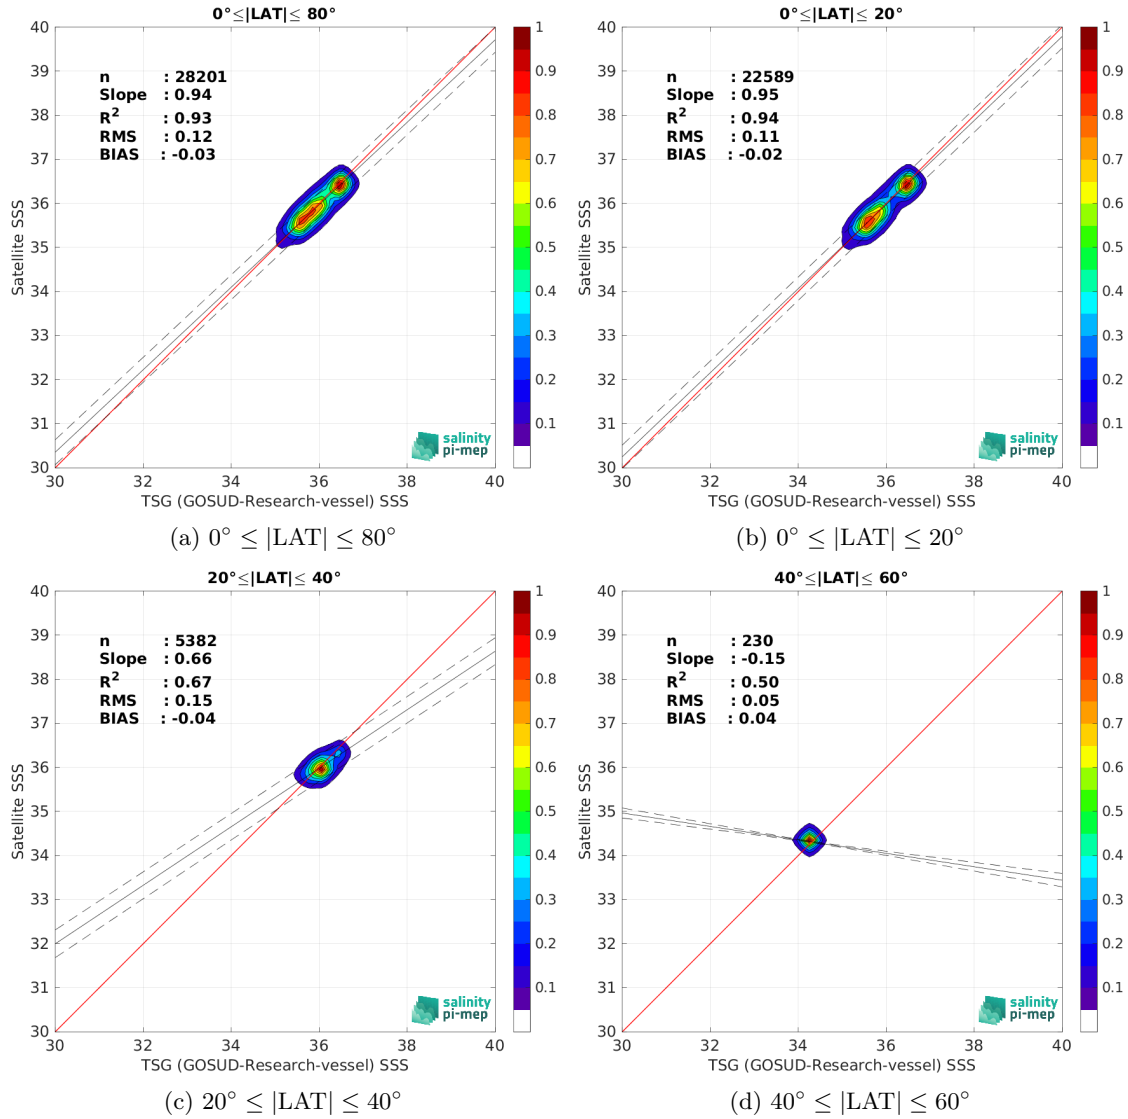 0°≤|LAT|≤ 80°
40
39
38
37
36
35
34
33
32
31
30
30
32
34
36
38
40
Satellite SSS
TSG (GOSUD-Research-vessel) SSS
n : 28201
Slope : 0.94
R² : 0.93
RMS : 0.12
BIAS : -0.03
salinity
pi-mep
1
0.9
0.8
0.7
0.6
0.5
0.4
0.3
0.2
0.1
(a) 0° ≤ |LAT| ≤ 80°
0°≤|LAT|≤ 20°
40
39
38
37
36
35
34
33
32
31
30
30
32
34
36
38
40
Satellite SSS
TSG (GOSUD-Research-vessel) SSS
n : 22589
Slope : 0.95
R² : 0.94
RMS : 0.11
BIAS : -0.02
salinity
pi-mep
1
0.9
0.8
0.7
0.6
0.5
0.4
0.3
0.2
0.1
(b) 0° ≤ |LAT| ≤ 20°
20°≤|LAT|≤ 40°
40
39
38
37
36
35
34
33
32
31
30
30
32
34
36
38
40
Satellite SSS
TSG (GOSUD-Research-vessel) SSS
n : 5382
Slope : 0.66
R² : 0.67
RMS : 0.15
BIAS : -0.04
salinity
pi-mep
1
0.9
0.8
0.7
0.6
0.5
0.4
0.3
0.2
0.1
(c) 20° ≤ |LAT| ≤ 40°
40°≤|LAT|≤ 60°
40
39
38
37
36
35
34
33
32
31
30
30
32
34
36
38
40
Satellite SSS
TSG (GOSUD-Research-vessel) SSS
n : 230
Slope : -0.15
R² : 0.50
RMS : 0.05
BIAS : 0.04
salinity
pi-mep
1
0.9
0.8
0.7
0.6
0.5
0.4
0.3
0.2
0.1
(d) 40° ≤ |LAT| ≤ 60°